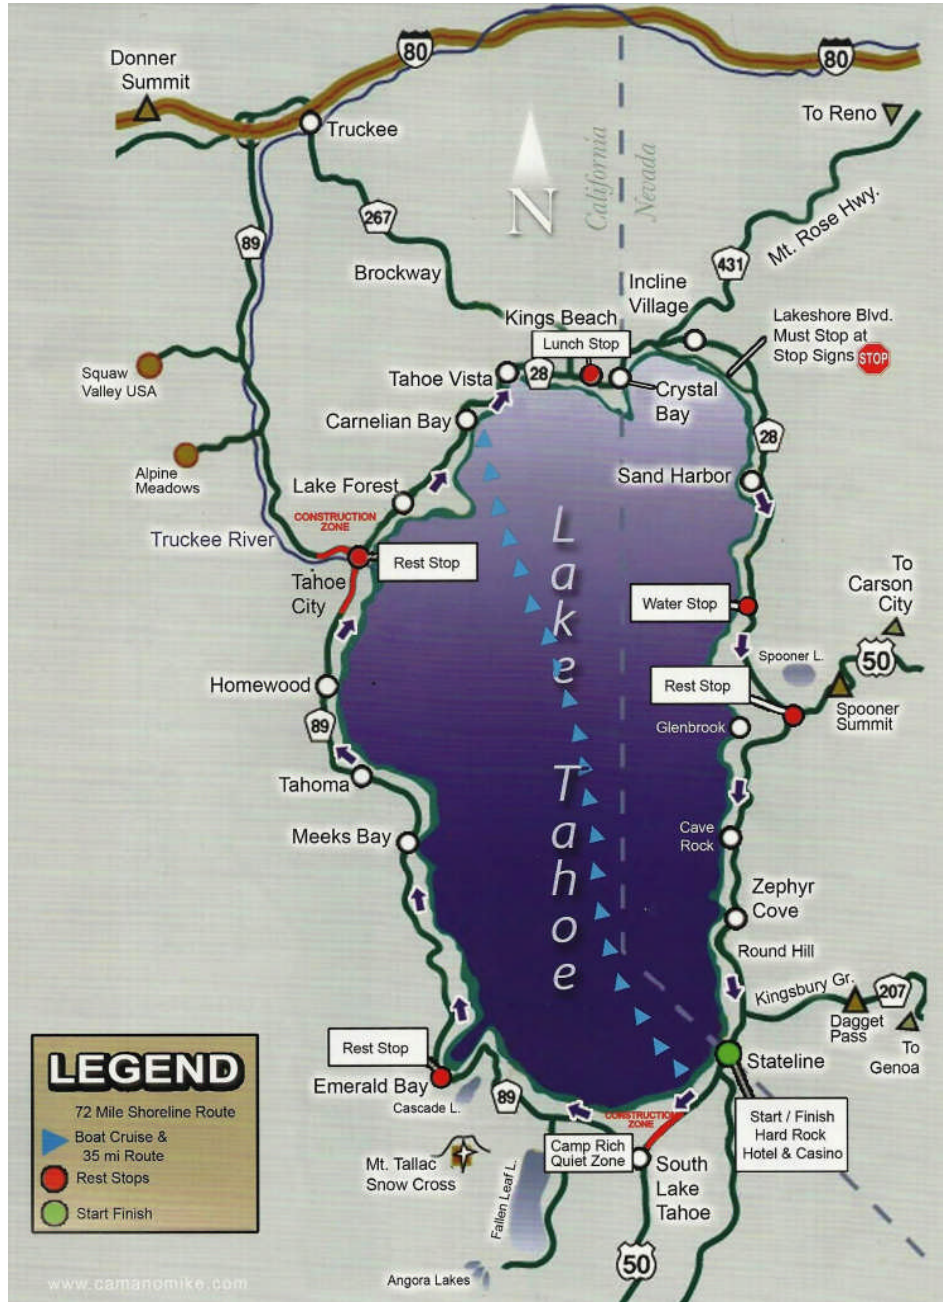 80
80
Donner
Summit
Truckee
To Reno
California
Nevada
N
267
89
Mt. Rose Hwy.
431
Brockway
Incline
Village
Kings Beach
Lunch Stop
Lakeshore Blvd.
Must Stop at
Stop Signs
STOP
Squaw
Valley USA
Tahoe Vista
28
Crystal
Bay
Carnelian Bay
28
Alpine
Meadows
Sand Harbor
Lake Forest
CONSTRUCTION
ZONE
Truckee River
Rest Stop
Tahoe
City
Lake Tahoe
To
Carson
City
Water Stop
50
Spooner L.
Rest Stop
Spooner
Summit
Homewood
89
Glenbrook
Tahoma
Meeks Bay
Cave
Rock
Zephyr
Cove
Round Hill
Kingsbury Gr.
207
Dagget
Pass
To
Genoa
Rest Stop
Emerald Bay
Cascade L.
89
Stateline
CONSTRUCTION
ZONE
Start / Finish
Hard Rock
Hotel & Casino
Camp Rich
Quiet Zone
South
Lake
Tahoe
Mt. Tallac
Snow Cross
Fallen Leaf L.
50
Angora Lakes
LEGEND
72 Mile Shoreline Route
Boat Cruise &
35 mi Route
Rest Stops
Start Finish
www.camanomike.com